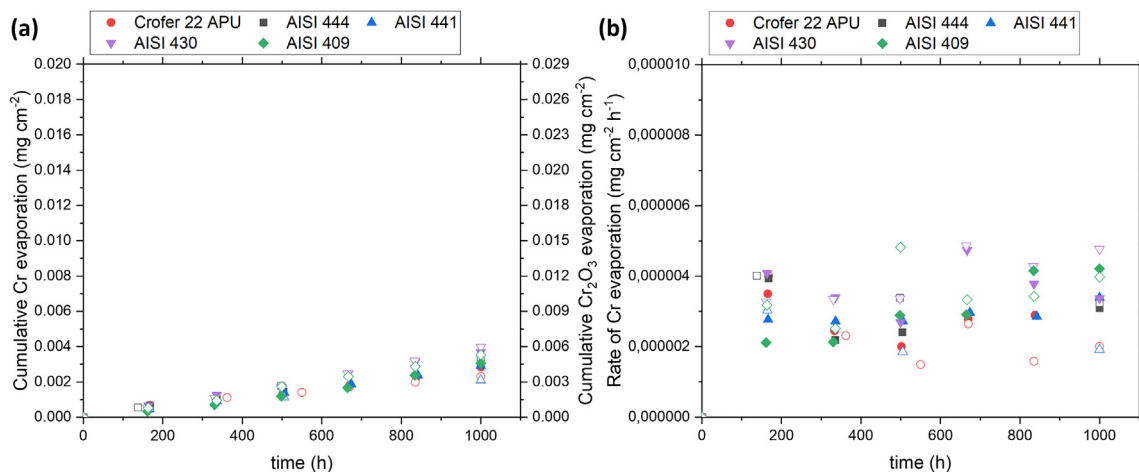 (a)
Crofer 22 APU AISI 444 AISI 441
AISI 430 AISI 409
Cumulative Cr evaporation (mg cm⁻²)
0.020
0.018
0.016
0.014
0.012
0.010
0.008
0.006
0.004
0.002
0.000
0 200 400 600 800 1000
time (h)
0.029
0.026
0.023
0.020
0.018
0.015
0.012
0.009
0.006
0.003
0.000
Cumulative Cr₂O₃ evaporation (mg cm⁻²)
(b)
Crofer 22 APU AISI 444 AISI 441
AISI 430 AISI 409
Rate of Cr evaporation (mg cm⁻² h⁻¹)
0,000010
0,000008
0,000006
0,000004
0,000002
0,000000
0 200 400 600 800 1000
time (h)